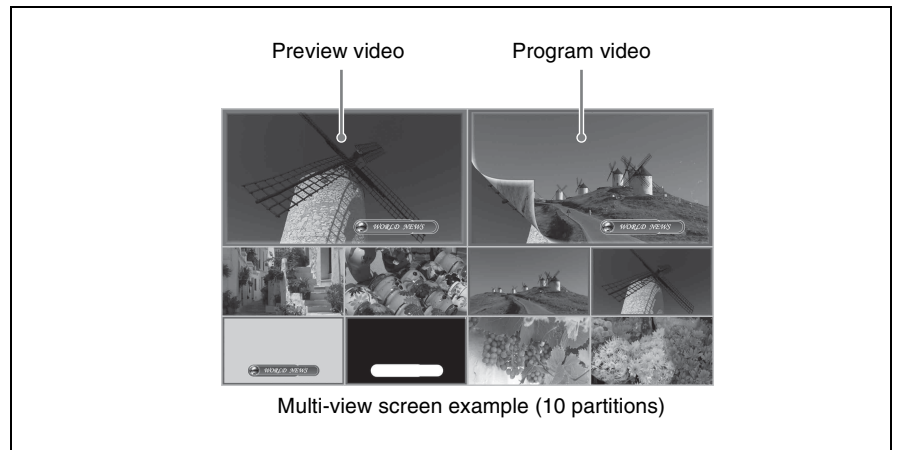 Preview video
Program video
WORLD NEWS
WORLD NEWS
WORLD NEWS
Multi-view screen example (10 partitions)